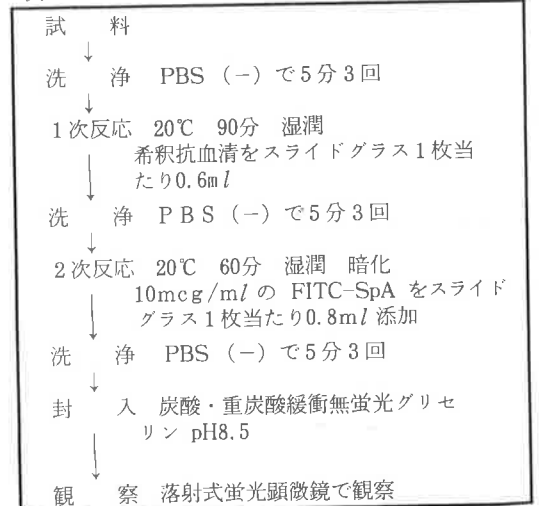 試 料
↓
洗 浄 PBS (-) で5分3回
↓
1次反応 20℃ 90分 湿潤
希釈抗血清をスライドグラス1枚当
たり0.6ml
↓
洗 浄 PBS (-) で5分3回
↓
2次反応 20℃ 60分 湿潤 暗化
10mcg/mlの FITC-SpA をスライド
グラス1枚当たり0.8ml 添加
↓
洗 浄 PBS (-) で5分3回
↓
封 入 炭酸・重炭酸緩衝無蛍光グリセ
リン pH8.5
↓
観 察 落射式蛍光顕微鏡で観察